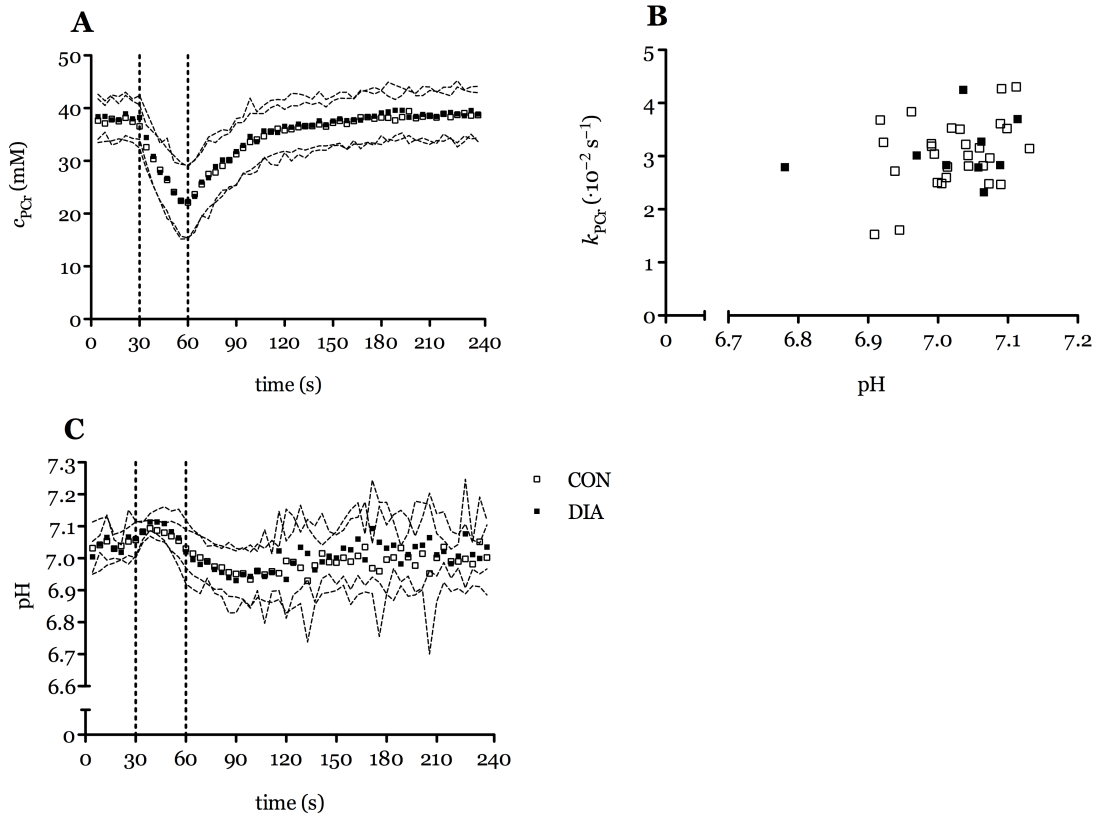 A
50
40
30
20
10
0
cPCr (mM)
0 30 60 90 120 150 180 210 240
time (s)
B
5
4
3
2
1
0
kPCr (·10⁻² s⁻¹)
0 6.7 6.8 6.9 7.0 7.1 7.2
pH
C
7.3
7.2
7.1
7.0
6.9
6.8
6.7
6.6
0
pH
0 30 60 90 120 150 180 210 240
time (s)
CON
DIA